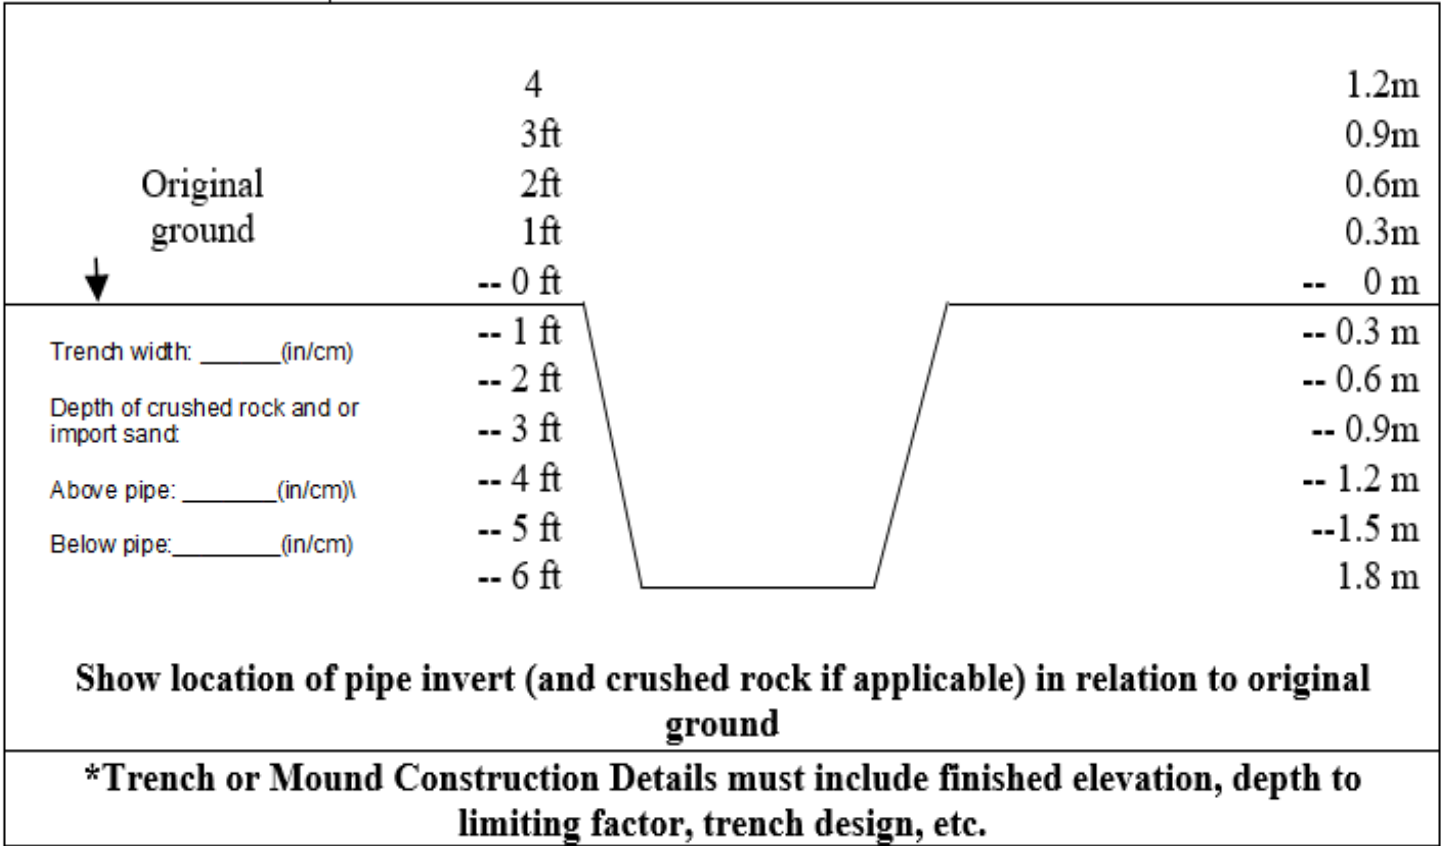 4 1.2m
3ft 0.9m
Original 2ft 0.6m
ground 1ft 0.3m
-- 0 ft -- 0 m
-- 1 ft -- 0.3 m
Trench width: ______(in/cm)
-- 2 ft -- 0.6 m
Depth of crushed rock and or
import sand:
-- 3 ft -- 0.9m
Above pipe: _______(in/cm)\ -- 4 ft -- 1.2 m
Below pipe:________(in/cm) -- 5 ft --1.5 m
-- 6 ft 1.8 m
Show location of pipe invert (and crushed rock if applicable) in relation to original
ground
*Trench or Mound Construction Details must include finished elevation, depth to
limiting factor, trench design, etc.